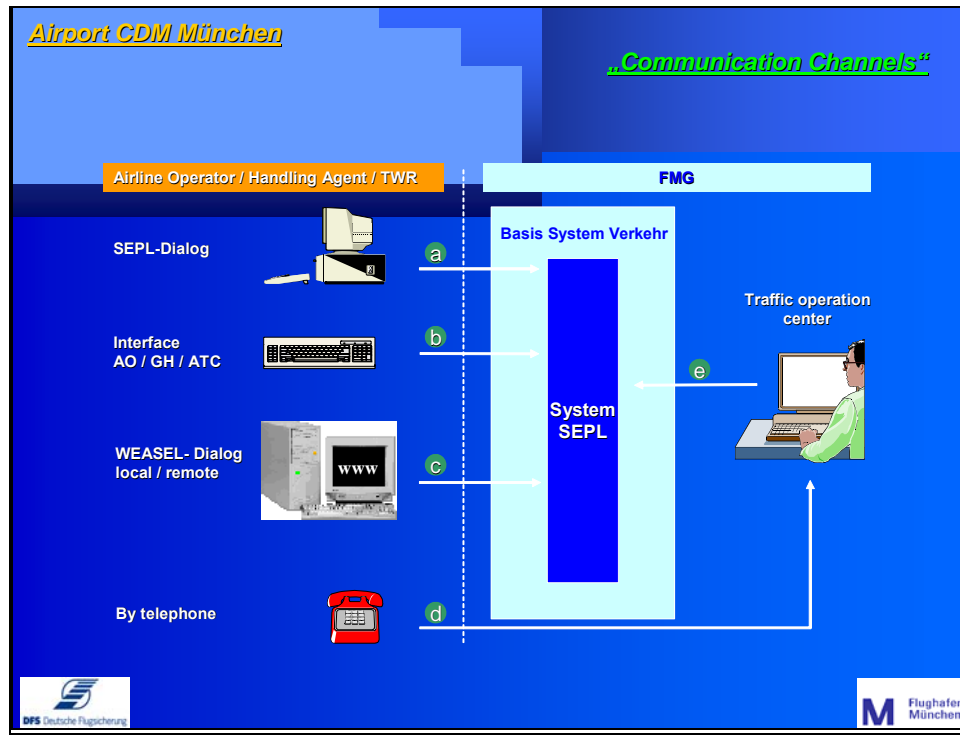 Airport CDM München
„Communication Channels“
Airline Operator / Handling Agent / TWR
FMG
SEPL-Dialog
a
Basis System Verkehr
Interface
AO / GH / ATC
b
Traffic operation
center
e
System
SEPL
WEASEL- Dialog
local / remote
www
c
By telephone
d
DFS Deutsche Flugsicherung
M Flughafen
München